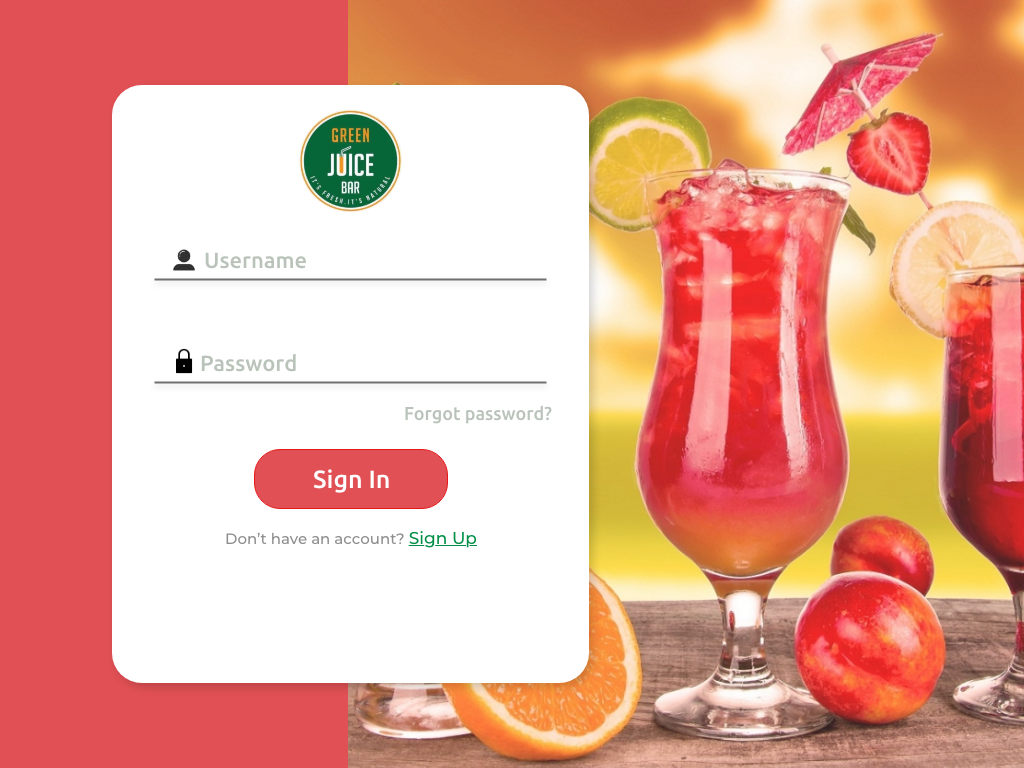 GREEN
JUICE
BAR
IT'S FRESH.IT'S NATURAL
Username
Password
Forgot password?
Sign In
Don't have an account? Sign Up